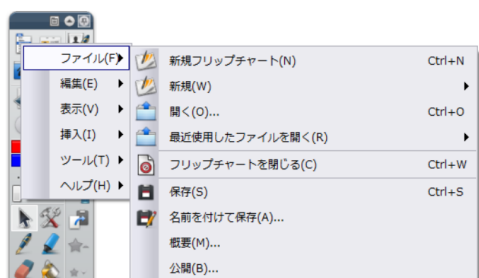 ファイル(F)
編集(E)
表示(V)
挿入(I)
ツール(T)
ヘルプ(H)
新規フリップチャート(N) Ctrl+N
新規(W)
開く(O)... Ctrl+O
最近使用したファイルを開く(R)
フリップチャートを閉じる(C) Ctrl+W
保存(S) Ctrl+S
名前を付けて保存(A)...
概要(M)...
公開(B)...